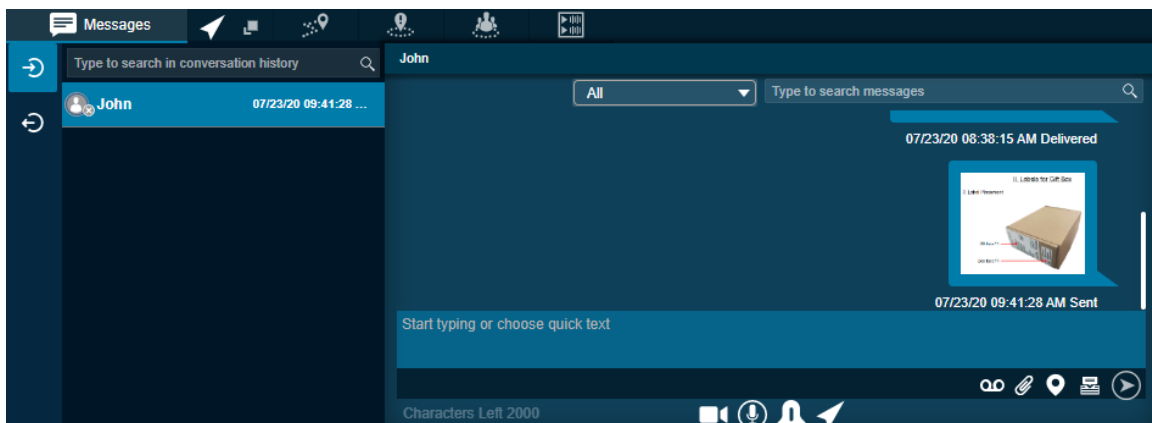 Messages
Type to search in conversation history
John
John 07/23/20 09:41:28 ...
All
Type to search messages
07/23/20 08:38:15 AM Delivered
II. Labels for Gift Box
07/23/20 09:41:28 AM Sent
Start typing or choose quick text
Characters Left 2000